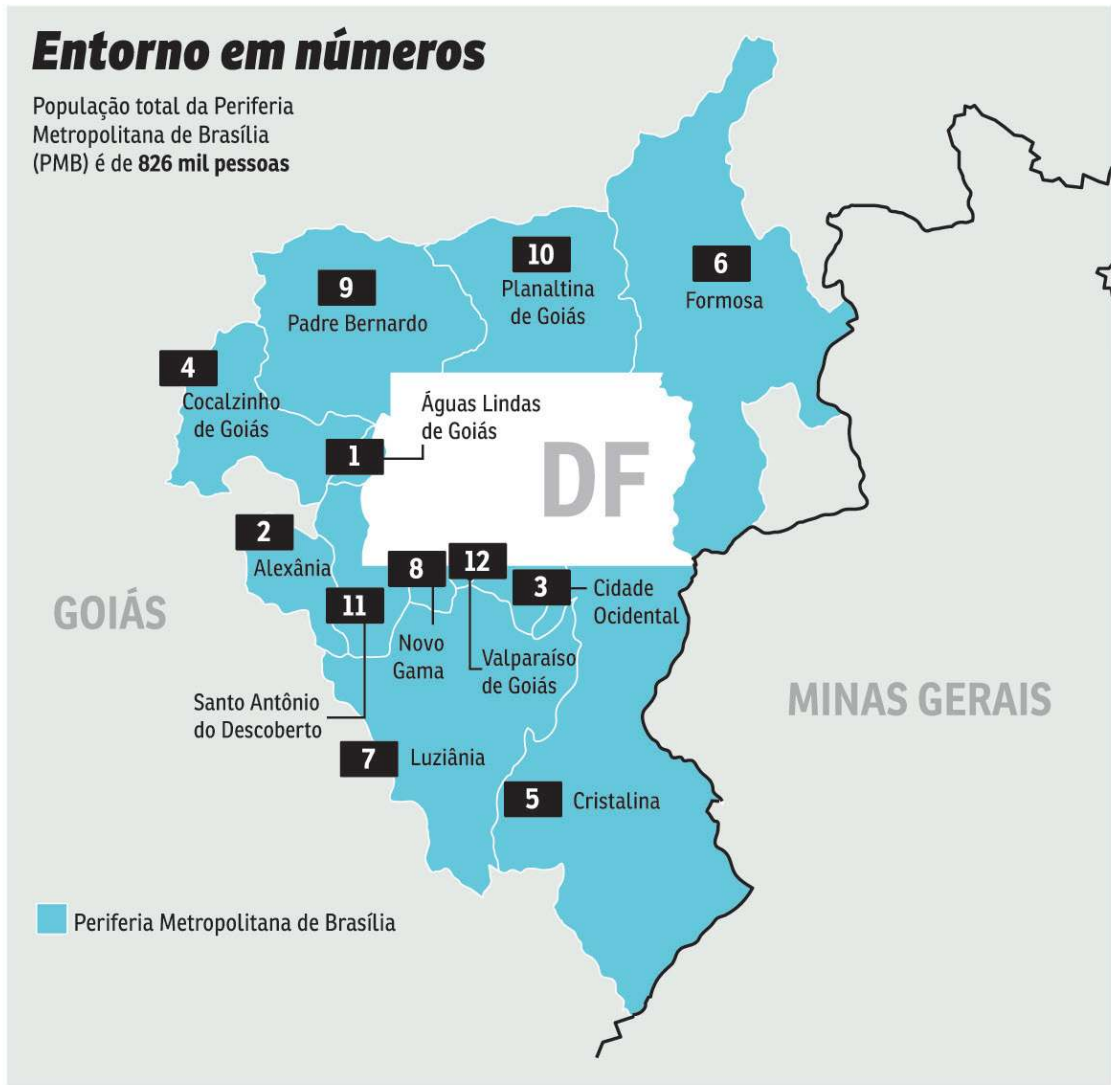 Entorno em números
População total da Periferia
Metropolitana de Brasília
(PMB) é de 826 mil pessoas
10
Planaltina
de Goiás
6
Formosa
9
Padre Bernardo
4
Cocalzinho
de Goiás
Águas Lindas
de Goiás
1
DF
2
Alexânia
8
12
3
Cidade
Ocidental
GOIÁS
11
Novo
Gama
Valparaíso
de Goiás
MINAS GERAIS
Santo Antônio
do Descoberto
7
Luziânia
5
Cristalina
Periferia Metropolitana de Brasília